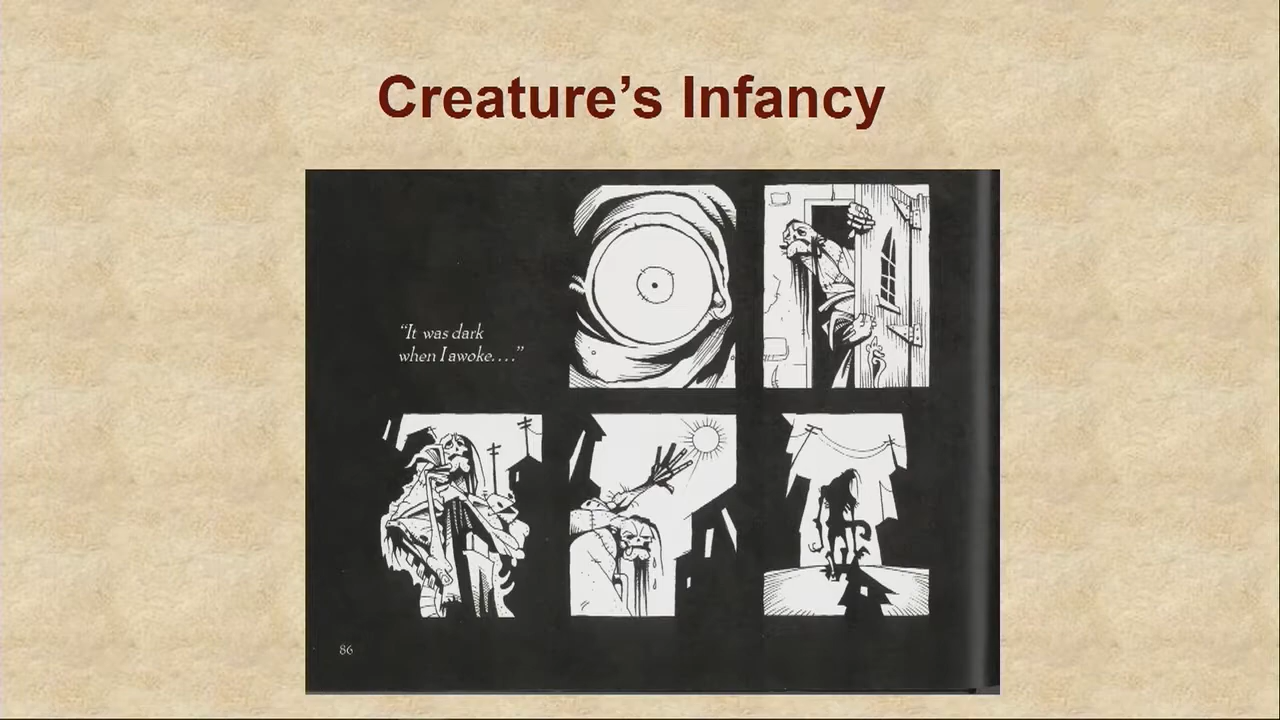 Creature’s Infancy
“It was dark
when I awoke....”
86